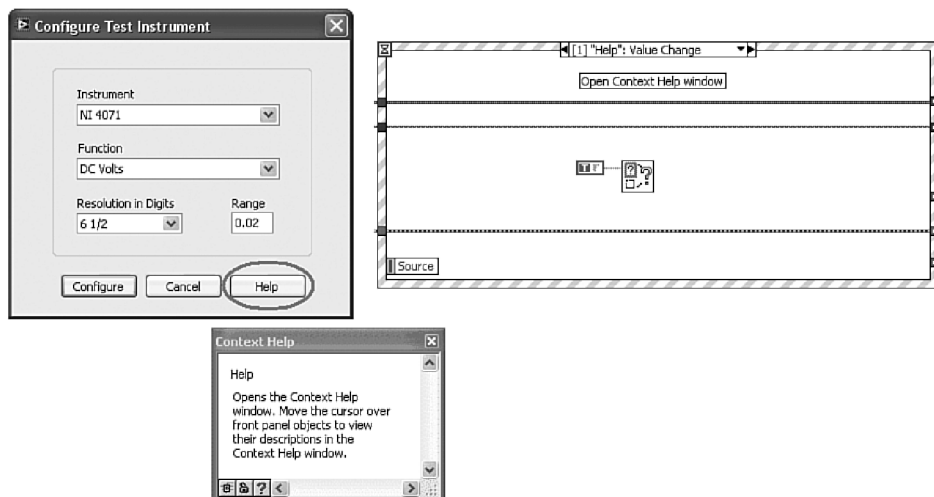 Configure Test Instrument
Instrument
NI 4071
Function
DC Volts
Resolution in Digits
Range
6 1/2
0.02
Configure
Cancel
Help
[1] "Help": Value Change
Open Context Help window
T F
Source
Context Help
Help
Opens the Context Help
window. Move the cursor over
front panel objects to view
their descriptions in the
Context Help window.